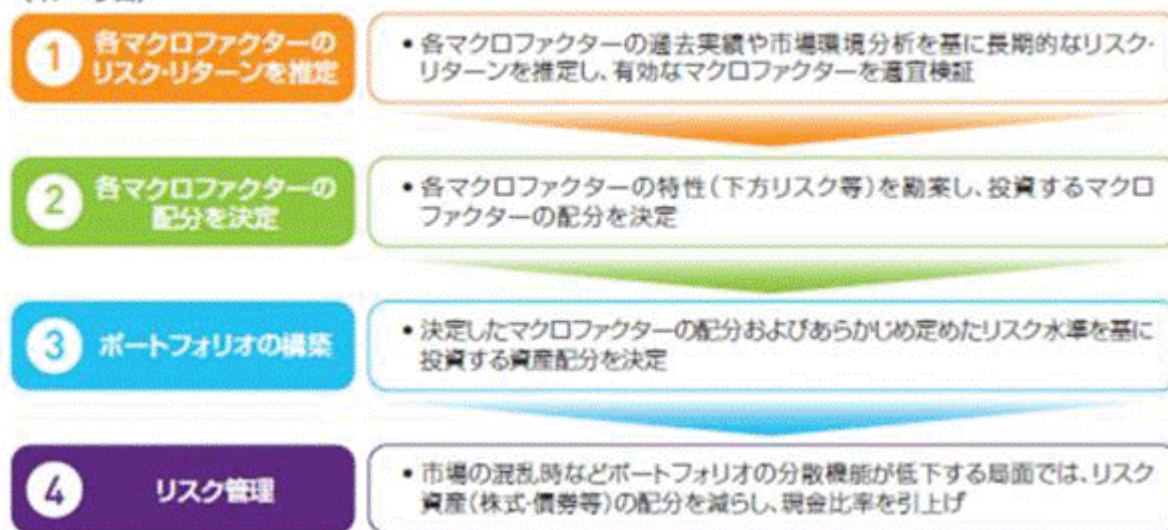 1
各マクロファクターの
リスク・リターンを推定
• 各マクロファクターの過去実績や市場環境分析を基に長期的なリスク・
リターンを推定し、有効なマクロファクターを適宜検証
2
各マクロファクターの
配分を決定
• 各マクロファクターの特性(下方リスク等)を勘案し、投資するマクロ
ファクターの配分を決定
3
ポートフォリオの構築
• 決定したマクロファクターの配分およびあらかじめ定めたリスク水準を基に
投資する資産配分を決定
4
リスク管理
• 市場の混乱時などポートフォリオの分散機能が低下する局面では、リスク
資産(株式・債券等)の配分を減らし、現金比率を引上げ